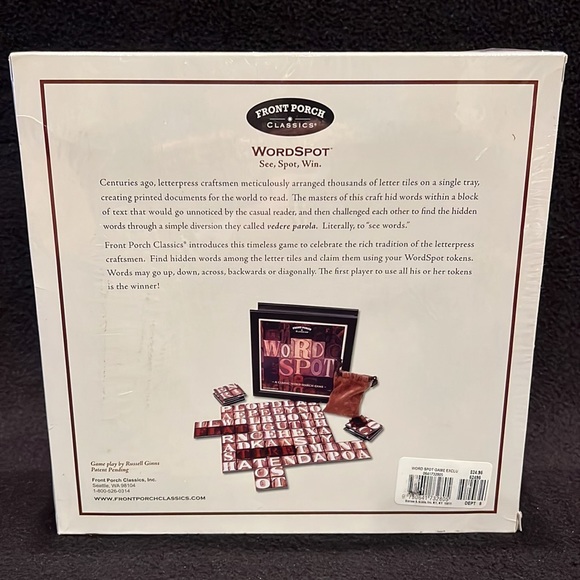 FRONT PORCH
CLASSICS®
WORDSPOT™
See, Spot, Win.
Centuries ago, letterpress craftsmen meticulously arranged thousands of letter tiles on a single tray,
creating printed documents for the world to read. The masters of this craft hid words within a block
of text that would go unnoticed by the casual reader, and then challenged each other to find the hidden
words through a simple diversion they called vedere parola. Literally, to "see words."
Front Porch Classics® introduces this timeless game to celebrate the rich tradition of the letterpress
craftsmen. Find hidden words among the letter tiles and claim them using your WordSpot tokens.
Words may go up, down, across, backwards or diagonally. The first player to use all his or her tokens
is the winner!
FRONT PORCH
WORD
SPOT
Game play by Russell Ginns
Patent Pending
Front Porch Classics, Inc.
Seattle, WA 98104
1-800-526-0214
WWW.FRONTPORCHCLASSICS.COM
WORD SPOT GAME EXCLU
DEPT: 8